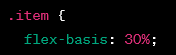 .item {
  flex-basis: 30%;